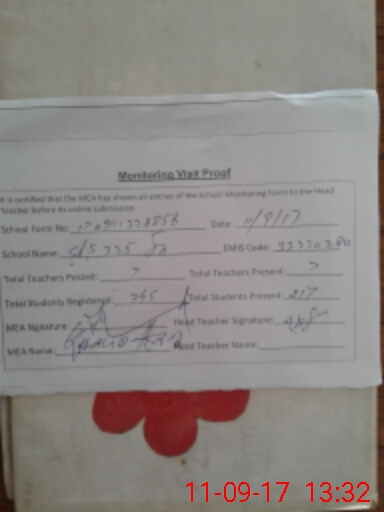 Monitoring Visit Proof
It is certified that the MEA has shown all entries of the School Monitoring Form to the Head
Teacher before its online submission.
School Form No: Date: 11/9/17
School Name: EMIS Code:
Total Teachers Posted: 7 Total Teachers Present: 7
Total Students Registered: 245 Total Students Present: 217
MEA Signature: Head Teacher Signature:
MEA Name: Head Teacher Name:
11-09-17 13:32